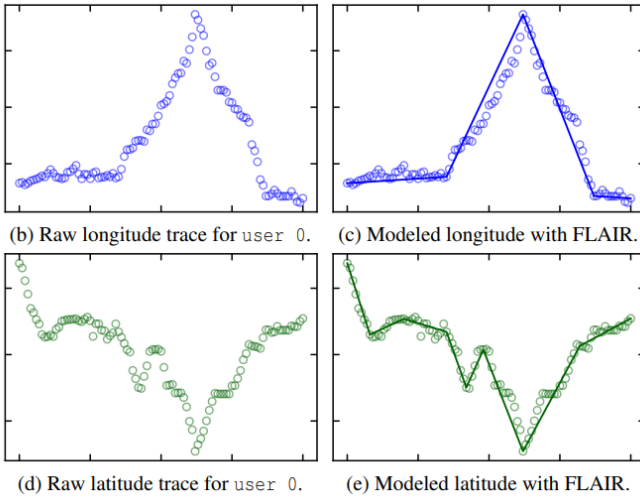 (b) Raw longitude trace for user 0.
(c) Modeled longitude with FLAIR.
(d) Raw latitude trace for user 0.
(e) Modeled latitude with FLAIR.